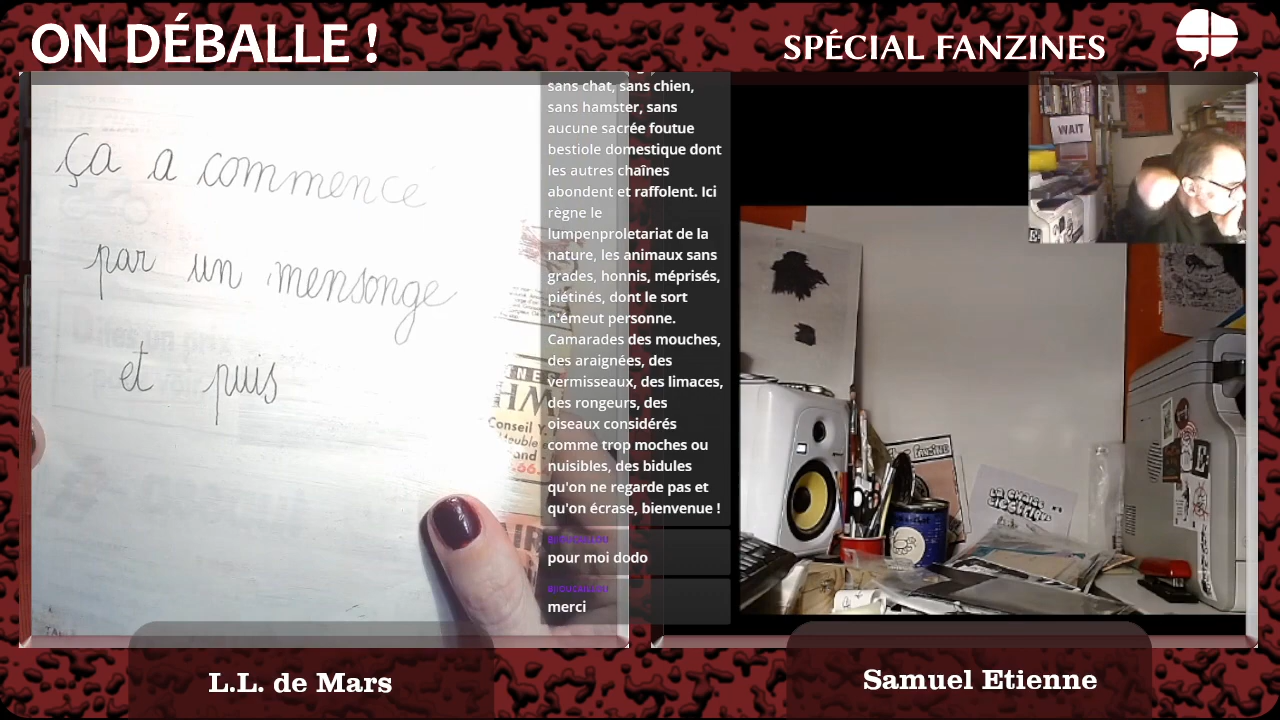 ON DÉBALLE !
SPÉCIAL FANZINES
ça a commencé
par un mensonge
et puis
sans chat, sans chien,
sans hamster, sans
aucune sacrée foutue
bestiole domestique dont
les autres chaînes
abondent et raffolent. Ici
règne le
lumpenproletariat de la
nature, les animaux sans
grades, honnis, méprisés,
piétinés, dont le sort
n'émeut personne.
Camarades des mouches,
des araignées, des
vermisseaux, des limaces,
des rongeurs, des
oiseaux considérés
comme trop moches ou
nuisibles, des bidules
qu'on ne regarde pas et
qu'on écrase, bienvenue !
pour moi dodo
merci
Conseil
WAIT
LA CHAISE
ÉLECTRIQUE
L.L. de Mars
Samuel Etienne